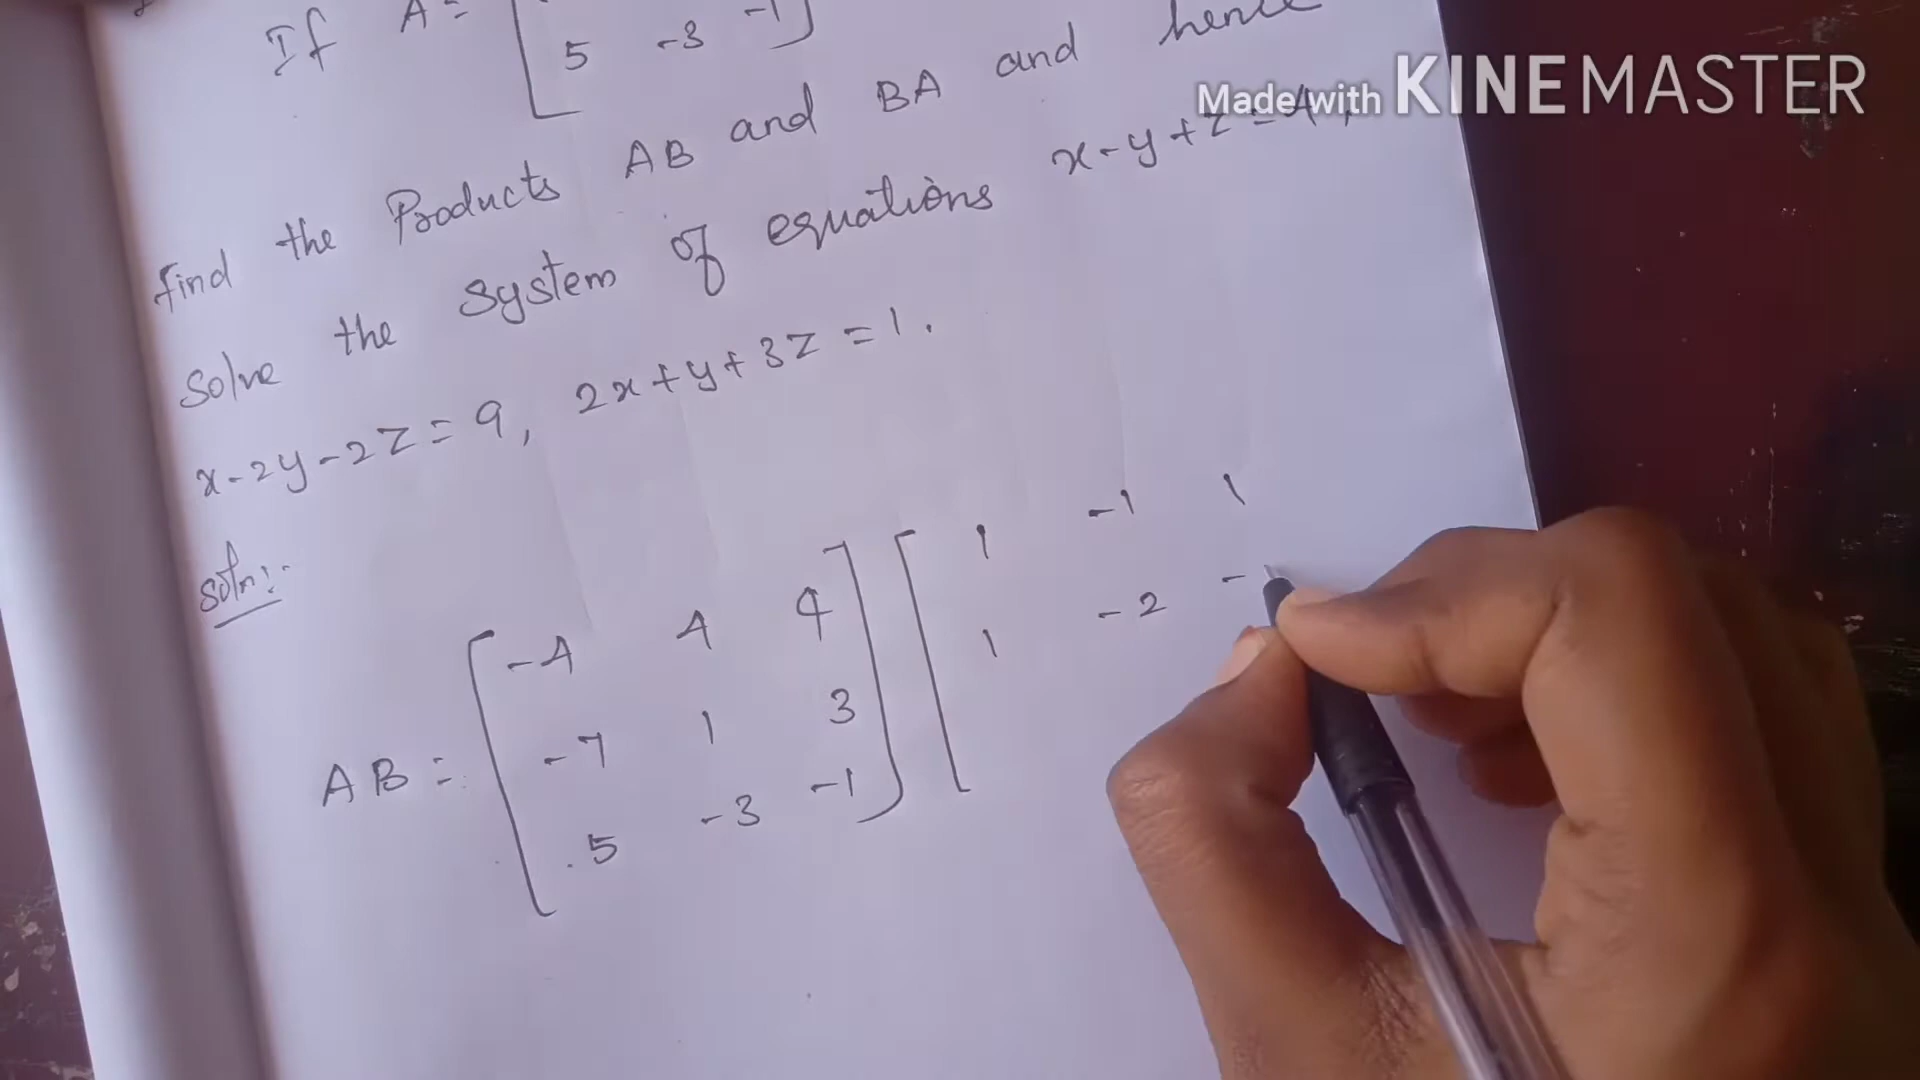 If A = [ -1 ]
5 -3
Made with KINEMASTER
find the Products AB and BA and hence
Solve the system of equations x-y+z=4,
x-2y-2z=9, 2x+y+3z=1.
Soln:-
-4 4 4 1 -1 1
-7 1 3 1 -2 -
AB =
5 -3 -1